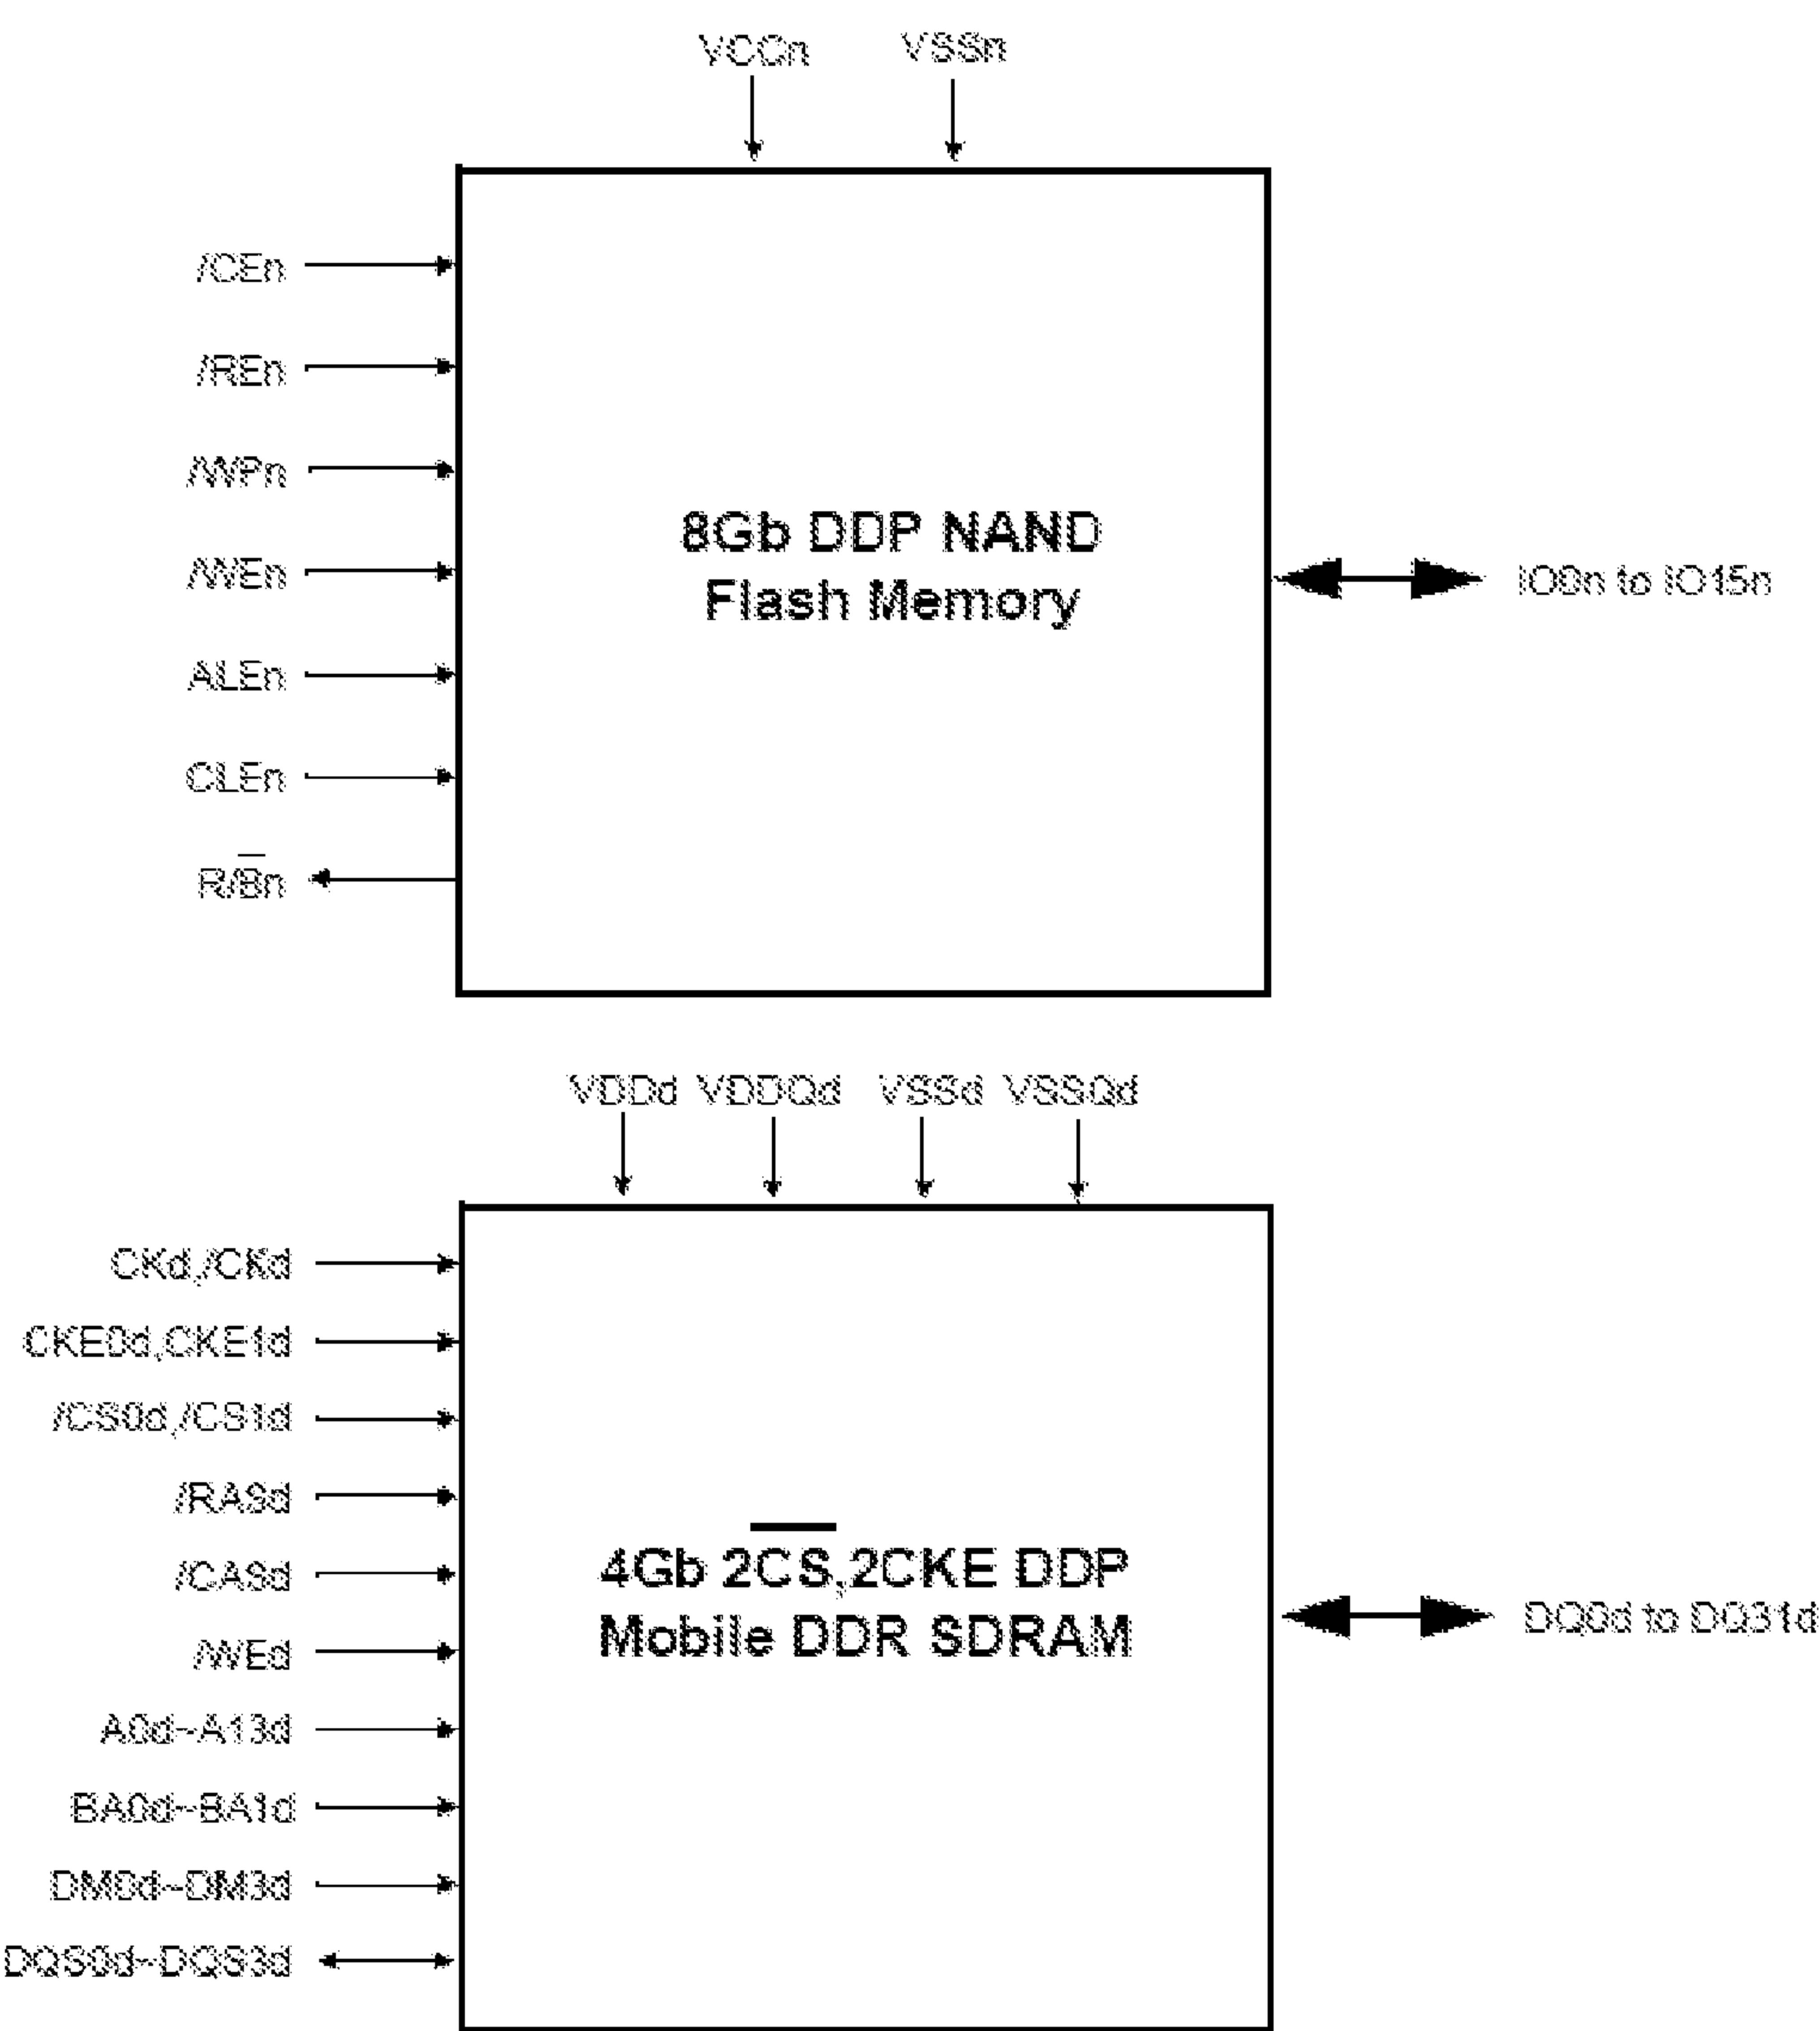 VCCn VSSn
/CEn
/REn
/WPn
/WEn
ALEn
CLEn
R/B̅n
8Gb DDP NAND
Flash Memory
IO0n to IO15n
VDDd VDDQd VSSd VSSQd
CKd,/CKd
CKE0d,CKE1d
/CS0d,/CS1d
/RASd
/CASd
/WEd
A0d~A13d
BA0d~BA1d
DM0d~DM3d
DQS0d~DQS3d
4Gb 2C̅S̅,2CKE DDP
Mobile DDR SDRAM
DQ0d to DQ31d